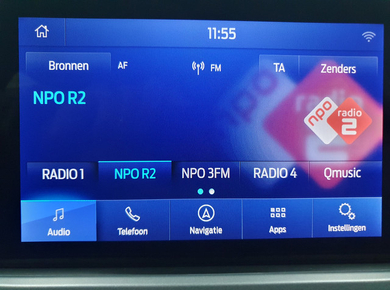 11:55
Bronnen AF FM TA Zenders
NPO R2
npo
npo
radio
2
RADIO 1 NPO R2 NPO 3FM RADIO 4 Qmusic
Audio Telefoon Navigatie Apps Instellingen